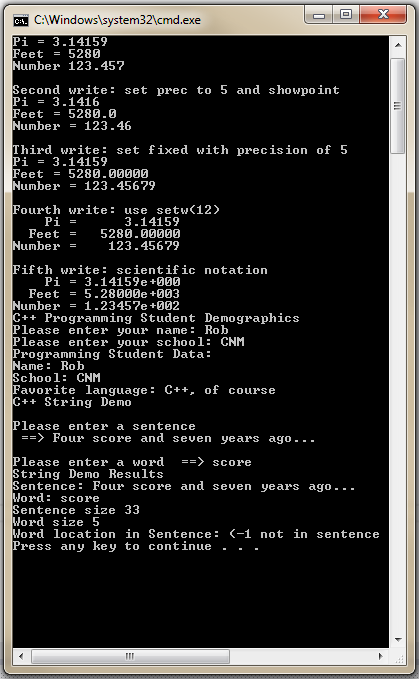 C:\Windows\system32\cmd.exe
Pi = 3.14159
Feet = 5280
Number 123.457
Second write: set prec to 5 and showpoint
Pi = 3.1416
Feet = 5280.0
Number = 123.46
Third write: set fixed with precision of 5
Pi = 3.14159
Feet = 5280.00000
Number = 123.45679
Fourth write: use setw(12)
Pi = 3.14159
Feet = 5280.00000
Number = 123.45679
Fifth write: scientific notation
Pi = 3.14159e+000
Feet = 5.28000e+003
Number = 1.23457e+002
C++ Programming Student Demographics
Please enter your name: Rob
Please enter your school: CNM
Programming Student Data:
Name: Rob
School: CNM
Favorite language: C++, of course
C++ String Demo
Please enter a sentence
==> Four score and seven years ago...
Please enter a word ==> score
String Demo Results
Sentence: Four score and seven years ago...
Word: score
Sentence size 33
Word size 5
Word location in Sentence: (-1 not in sentence
Press any key to continue . . .